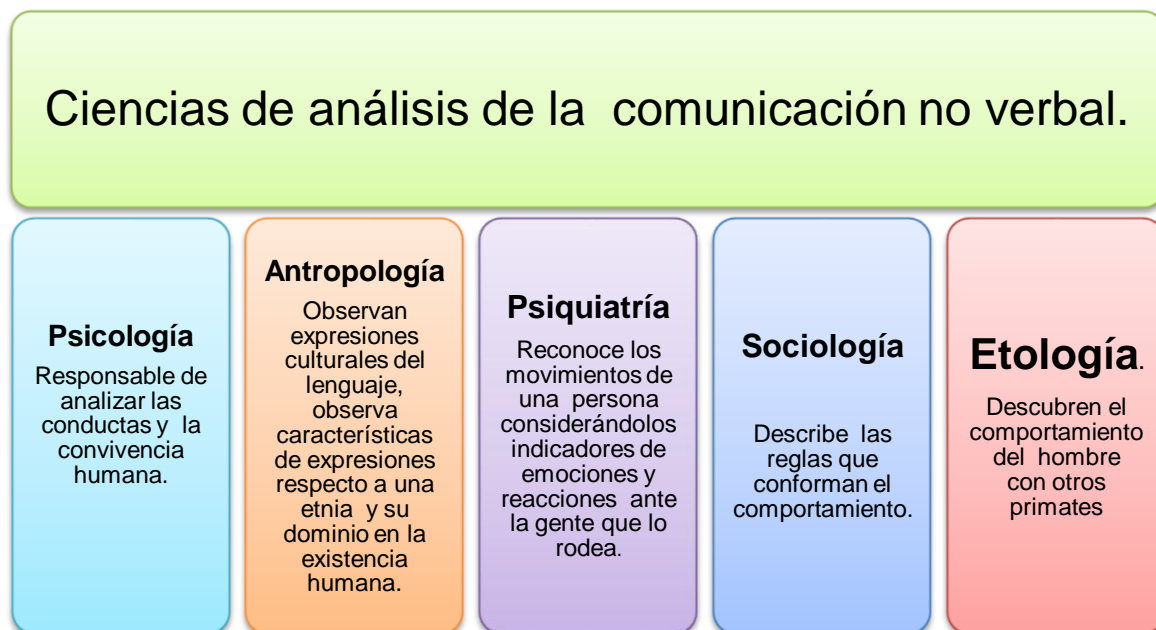 Ciencias de análisis de la comunicación no verbal.
Psicología
Responsable de
analizar las
conductas y la
convivencia
humana.
Antropología
Observan
expresiones
culturales del
lenguaje,
observa
características
de expresiones
respecto a una
etnia y su
dominio en la
existencia
humana.
Psiquiatría
Reconoce los
movimientos de
una persona
considerándolos
indicadores de
emociones y
reacciones ante
la gente que lo
rodea.
Sociología
Describe las
reglas que
conforman el
comportamiento.
Etología.
Descubren el
comportamiento
del hombre
con otros
primates